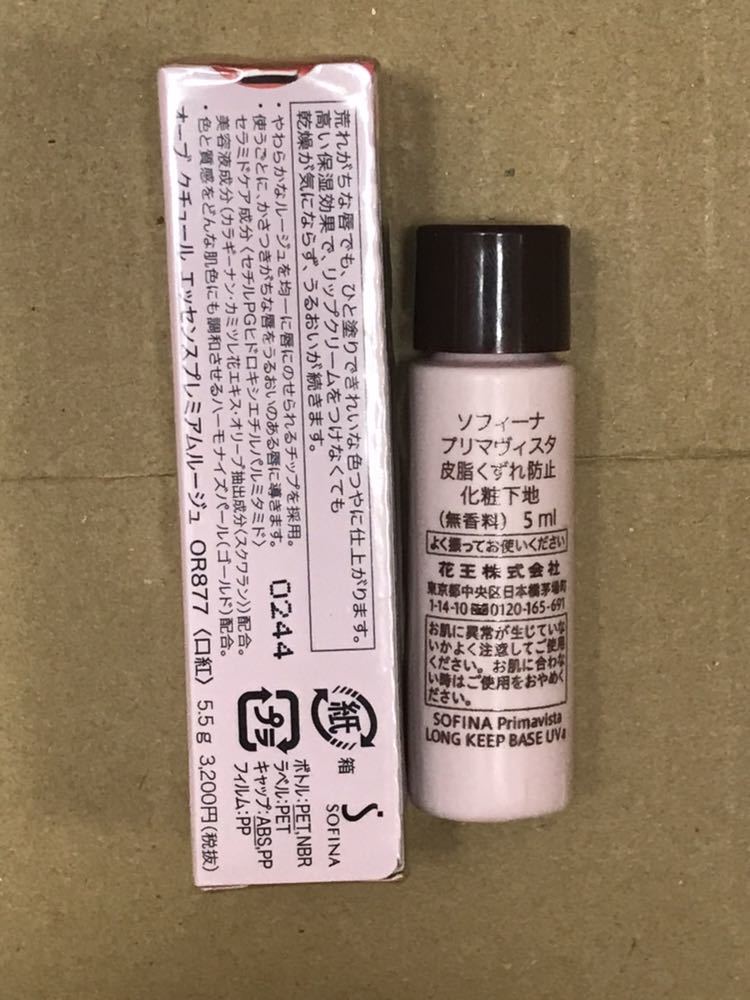 荒れがちな唇でも、ひと塗りできれいな色つやに仕上がります。
高い保湿効果で、リップクリームをつけなくても
乾燥が気にならず、うるおいが続きます。
・やわらかなルージュを均一に唇にのせられるチップを採用。
・使うごとに、かさつきがちな唇をうるおいのある唇に導きます。
セラミドケア成分〈セチルPGヒドロキシエチルパルミタミド〉
美容液成分〈カラギーナン・カミツレ花エキス・オリーブ抽出成分〈スクワラン〉〉配合。
・色と質感をどんな肌色にも調和させるハーモナイズパール(ゴールド)配合。
オーブ クチュール エッセンスプレミアムルージュ OR877 〈口紅〉 5.5g 3,200円(税抜)
0244
紙
箱
プラ
ボトル:PET,NBR
ラベル:PET
キャップ:ABS,PP
フィルム:PP
SOFINA
ソフィーナ
プリマヴィスタ
皮脂くずれ防止
化粧下地
(無香料) 5ml
よく振ってお使いください
花王株式会社
東京都中央区日本橋茅場町
1-14-10 0120-165-691
お肌に異常が生じていな
いかよく注意してご使用
ください。お肌に合わな
い時はご使用をおやめく
ださい。
SOFINA Primavista
LONG KEEP BASE UVa